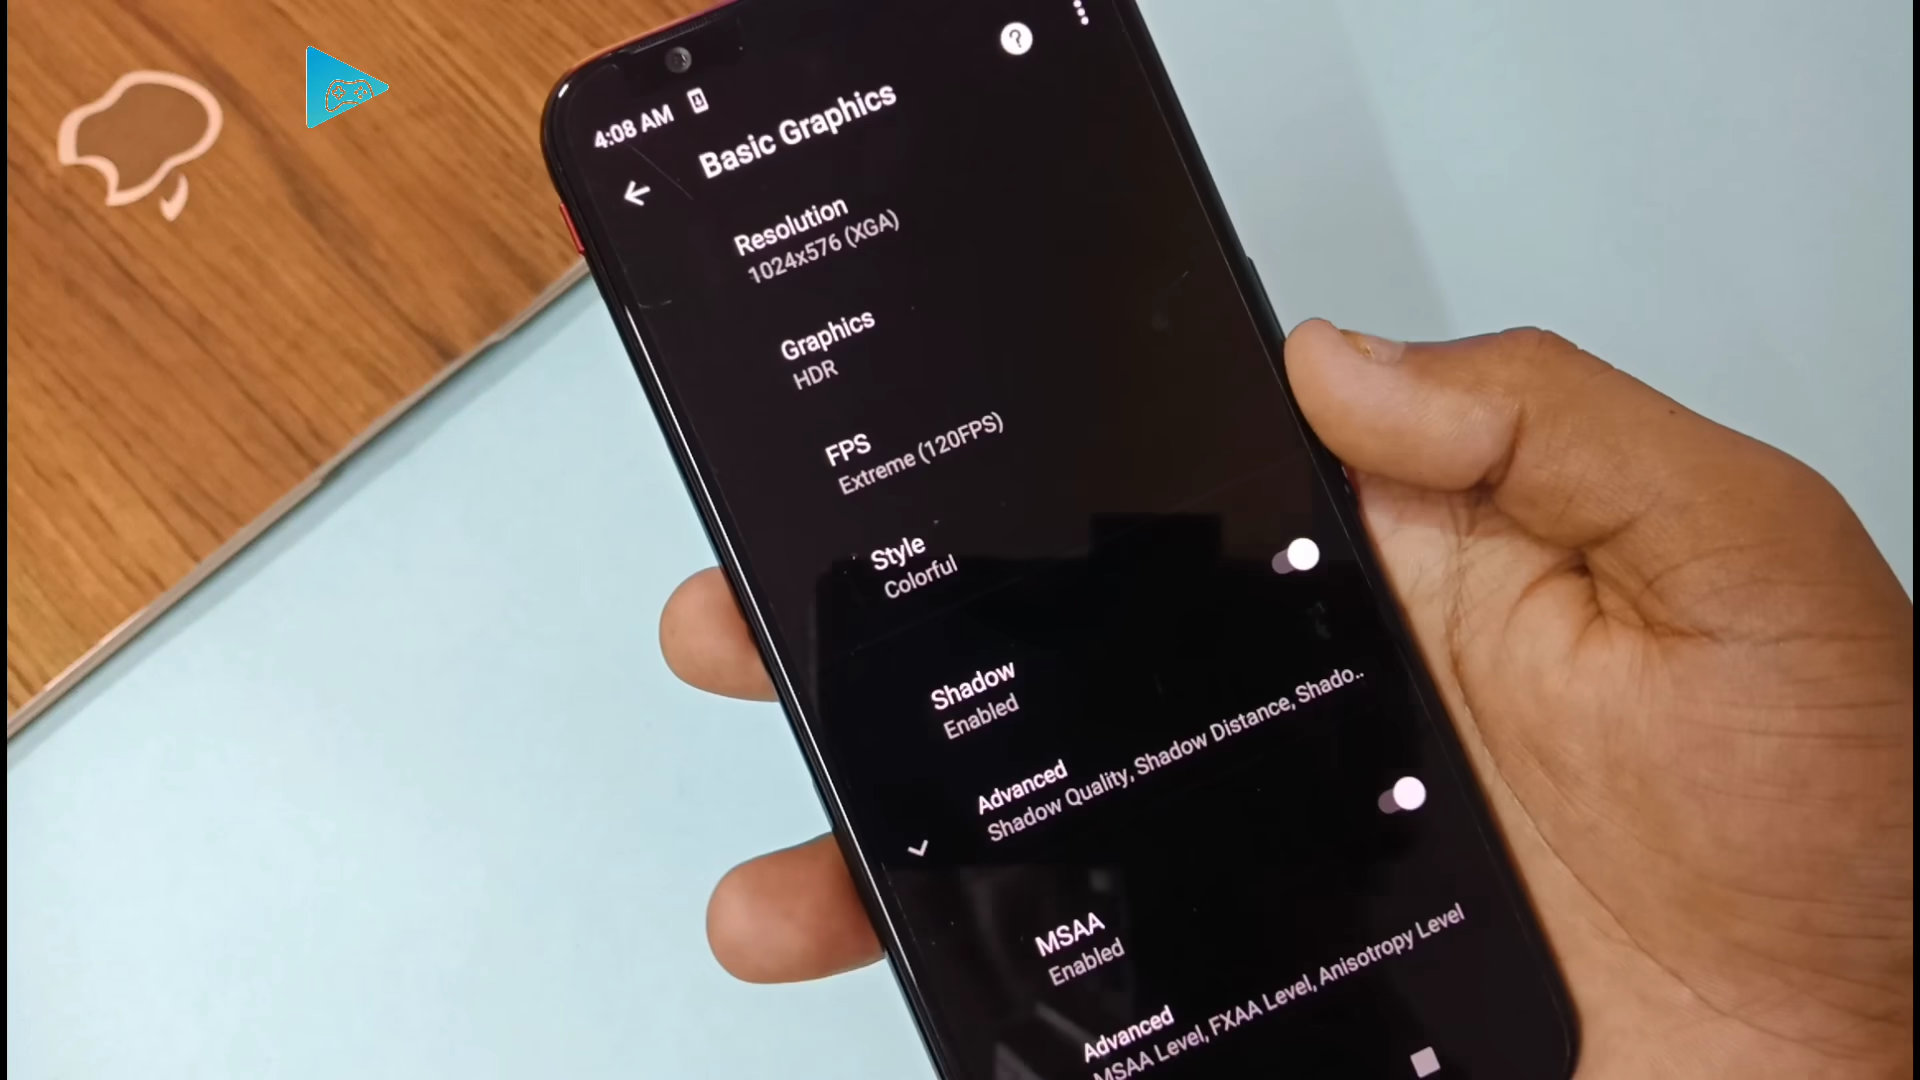 4:08 AM
Basic Graphics
Resolution
1024x576 (XGA)
Graphics
HDR
FPS
Extreme (120FPS)
Style
Colorful
Shadow
Enabled
Advanced
Shadow Quality, Shadow Distance, Shado..
MSAA
Enabled
Advanced
MSAA Level, FXAA Level, Anisotropy Level